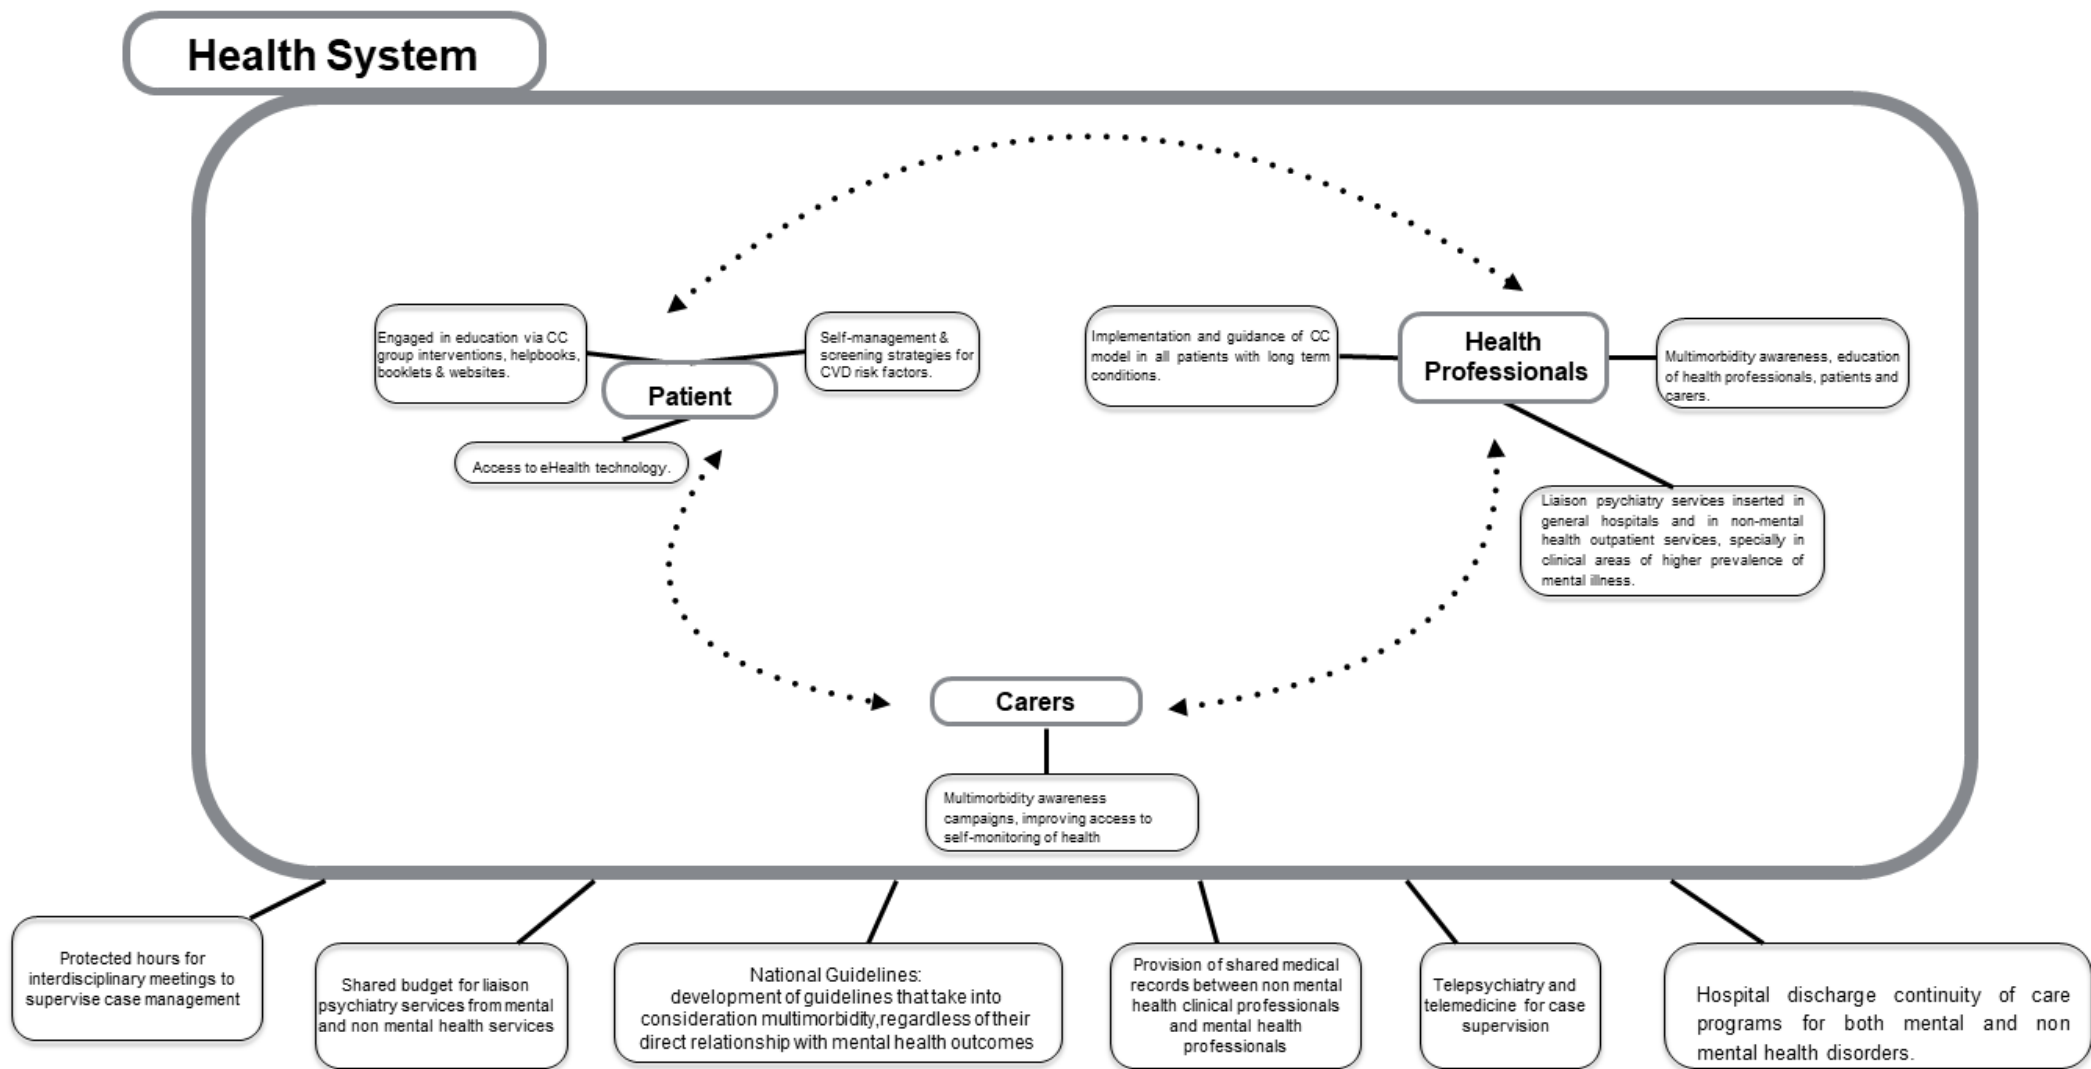 Health System
Engaged in education via CC
group interventions, helpbooks,
booklets & websites.
Self-management &
screening strategies for
CVD risk factors.
Patient
Access to eHealth technology.
Implementation and guidance of CC
model in all patients with long term
conditions.
Health
Professionals
Multimorbidity awareness, education
of health professionals, patients and
carers.
Liaison psychiatry services inserted in
general hospitals and in non-mental
health outpatient services, specially in
clinical areas of higher prevalence of
mental illness.
Carers
Multimorbidity awareness
campaigns, improving access to
self-monitoring of health
Protected hours for
interdisciplinary meetings to
supervise case management
Shared budget for liaison
psychiatry services from mental
and non mental health services
National Guidelines:
development of guidelines that take into
consideration multimorbidity,regardless of their
direct relationship with mental health outcomes
Provision of shared medical
records between non mental
health clinical professionals
and mental health
professionals
Telepsychiatry and
telemedicine for case
supervision
Hospital discharge continuity of care
programs for both mental and non
mental health disorders.